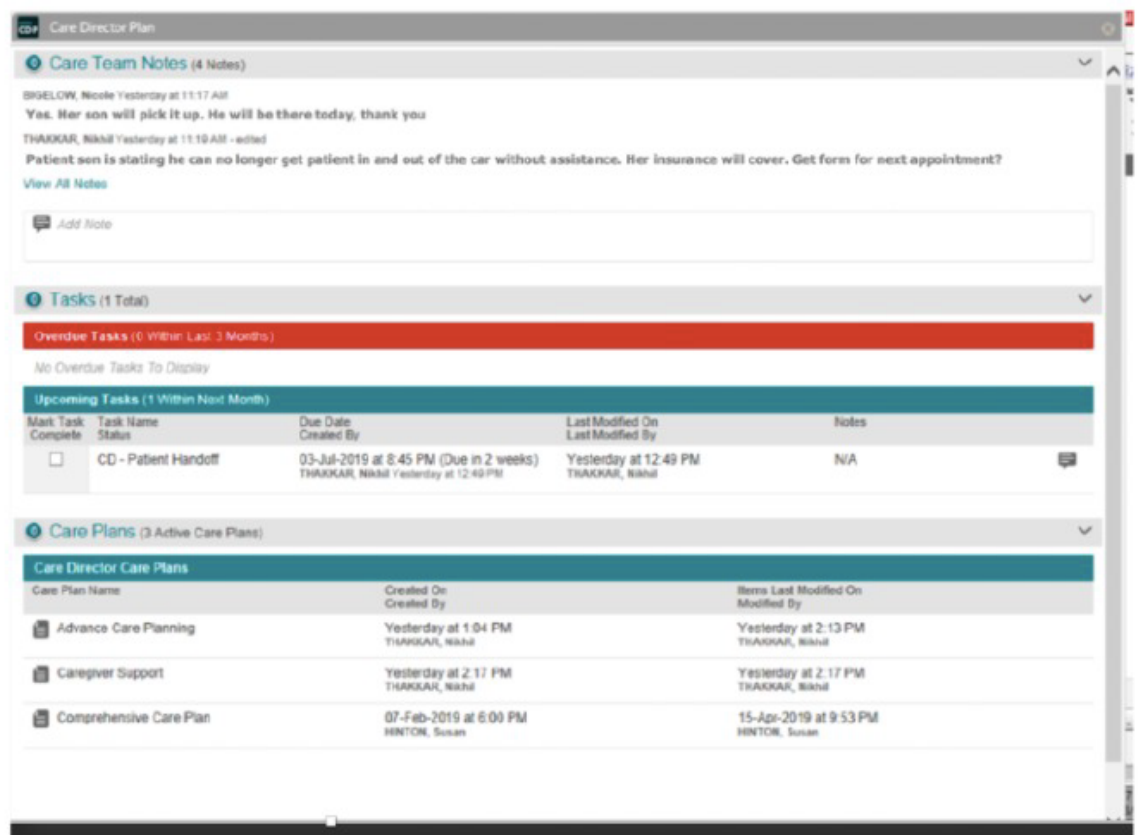 CDP Care Director Plan
Care Team Notes (4 Notes)
BIGELOW, Nicole Yesterday at 11:17 AM
Yes. Her son will pick it up. He will be there today, thank you
THAKKAR, Nikhil Yesterday at 11:19 AM - edited
Patient son is stating he can no longer get patient in and out of the car without assistance. Her insurance will cover. Get form for next appointment?
View All Notes
Add Note
Tasks (1 Total)
Overdue Tasks (0 Within Last 3 Months)
No Overdue Tasks To Display
Upcoming Tasks (1 Within Next Month)
Mark Task Task Name Due Date Last Modified On Notes
Complete Status Created By Last Modified By
CD - Patient Handoff 03-Jul-2019 at 8:45 PM (Due in 2 weeks) Yesterday at 12:49 PM N/A
THAKKAR, Nikhil Yesterday at 12:49 PM THAKKAR, Nikhil
Care Plans (3 Active Care Plans)
Care Director Care Plans
Care Plan Name Created On Items Last Modified On
Created By Modified By
Advance Care Planning Yesterday at 1:04 PM Yesterday at 2:13 PM
THAKKAR, Nikhil THAKKAR, Nikhil
Caregiver Support Yesterday at 2:17 PM Yesterday at 2:17 PM
THAKKAR, Nikhil THAKKAR, Nikhil
Comprehensive Care Plan 07-Feb-2019 at 6:00 PM 15-Apr-2019 at 9:53 PM
HINTON, Susan HINTON, Susan